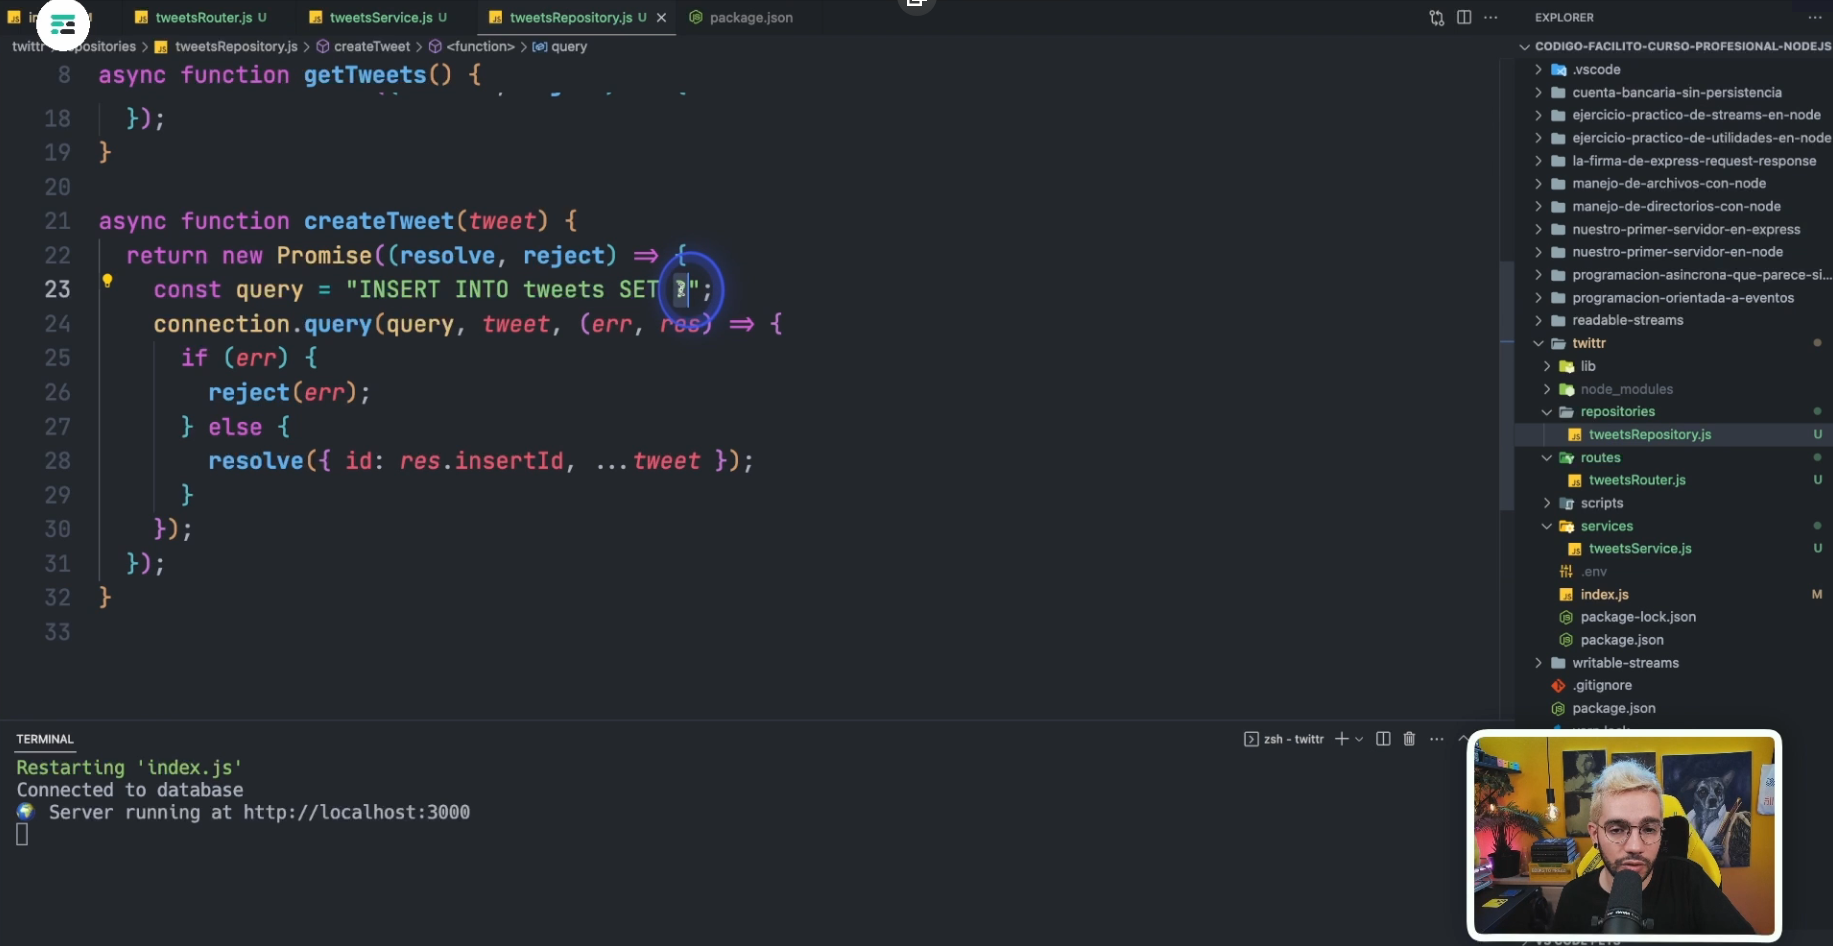 tweetsRouter.js U
tweetsService.js U
tweetsRepository.js U
package.json
twittr
tweetsRepository.js > createTweet > <function> > query
8 async function getTweets() {
18 });
19 }
20
21 async function createTweet(tweet) {
22 return new Promise((resolve, reject) => {
23 const query = "INSERT INTO tweets SET ?";
24 connection.query(query, tweet, (err, res) => {
25 if (err) {
26 reject(err);
27 } else {
28 resolve({ id: res.insertId, ...tweet });
29 }
30 });
31 });
32 }
33
TERMINAL
zsh - twittr
Restarting 'index.js'
Connected to database
Server running at http://localhost:3000
EXPLORER
CODIGO-FACILITO-CURSO-PROFESIONAL-NODEJS
.vscode
cuenta-bancaria-sin-persistencia
ejercicio-practico-de-streams-en-node
ejercicio-practico-de-utilidades-en-node
la-firma-de-express-request-response
manejo-de-archivos-con-node
manejo-de-directorios-con-node
nuestro-primer-servidor-en-express
nuestro-primer-servidor-en-node
programacion-asincrona-que-parece-si...
programacion-orientada-a-eventos
readable-streams
twittr
lib
node_modules
repositories
tweetsRepository.js U
routes
tweetsRouter.js U
scripts
services
tweetsService.js U
.env
index.js M
package-lock.json
package.json
writable-streams
.gitignore
package.json